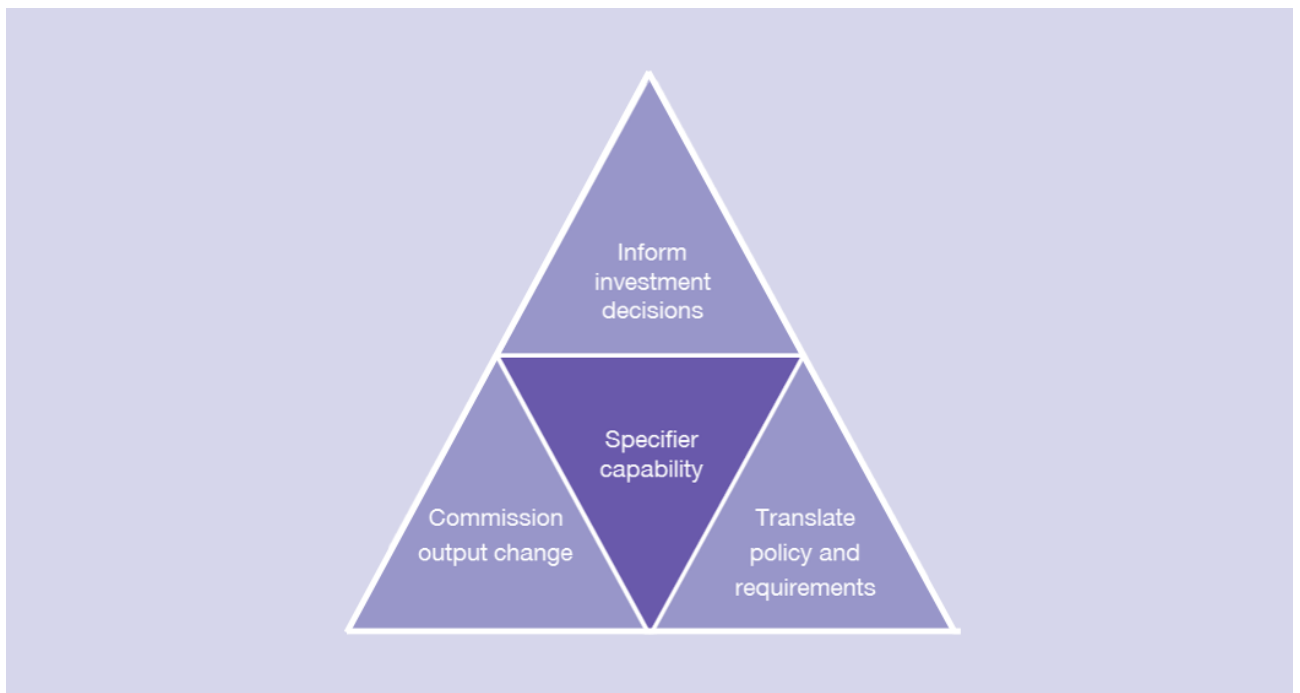 Inform
investment
decisions
Specifier
capability
Commission
output change
Translate
policy and
requirements